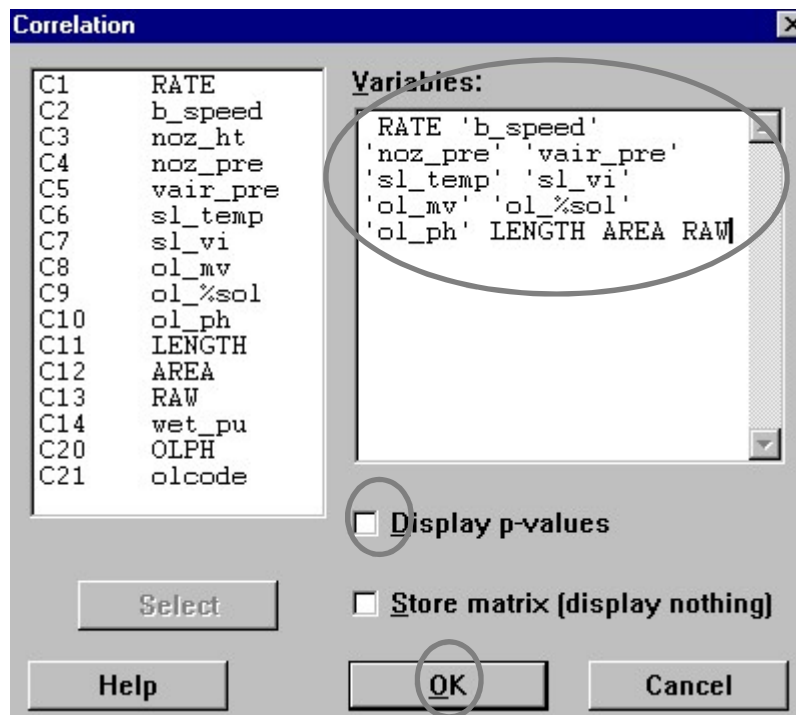 Correlation
C1 RATE
C2 b_speed
C3 noz_ht
C4 noz_pre
C5 vair_pre
C6 sl_temp
C7 sl_vi
C8 ol_mv
C9 ol_%sol
C10 ol_ph
C11 LENGTH
C12 AREA
C13 RAW
C14 wet_pu
C20 OLPH
C21 olcode
Variables:
RATE 'b_speed'
'noz_pre' 'vair_pre'
'sl_temp' 'sl_vi'
'ol_mv' 'ol_%sol'
'ol_ph' LENGTH AREA RAW
Display p-values
Select
Store matrix (display nothing)
Help
OK
Cancel